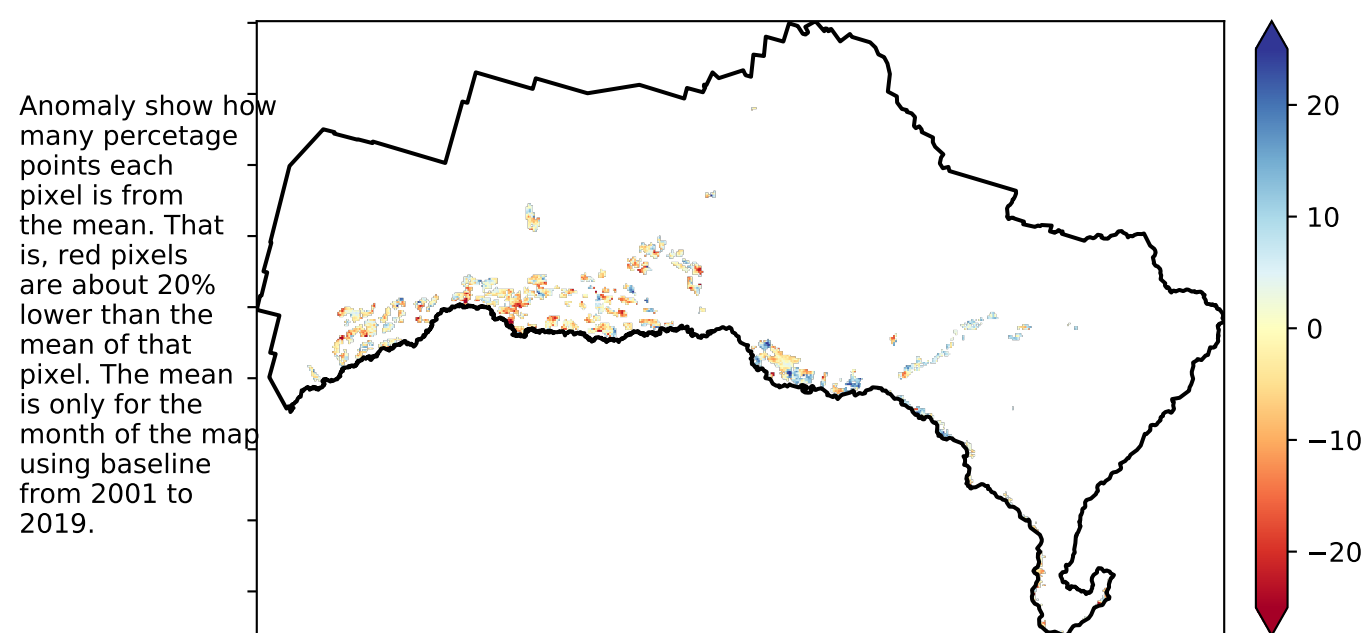 Anomaly show how
many percetage
points each
pixel is from
the mean. That
is, red pixels
are about 20%
lower than the
mean of that
pixel. The mean
is only for the
month of the map
using baseline
from 2001 to
2019.
20
10
0
−10
−20